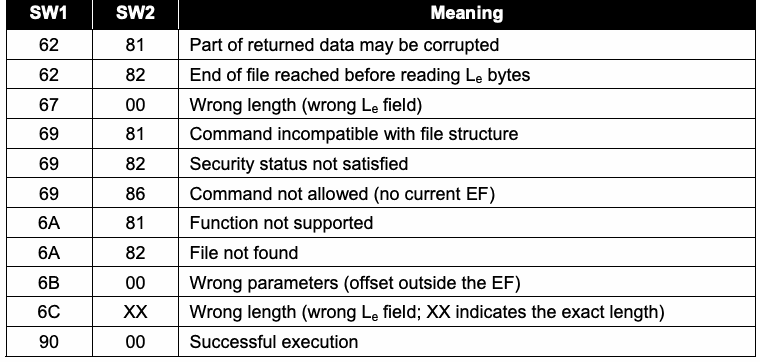 SW1 SW2 Meaning
62 81 Part of returned data may be corrupted
62 82 End of file reached before reading Le bytes
67 00 Wrong length (wrong Le field)
69 81 Command incompatible with file structure
69 82 Security status not satisfied
69 86 Command not allowed (no current EF)
6A 81 Function not supported
6A 82 File not found
6B 00 Wrong parameters (offset outside the EF)
6C XX Wrong length (wrong Le field; XX indicates the exact length)
90 00 Successful execution